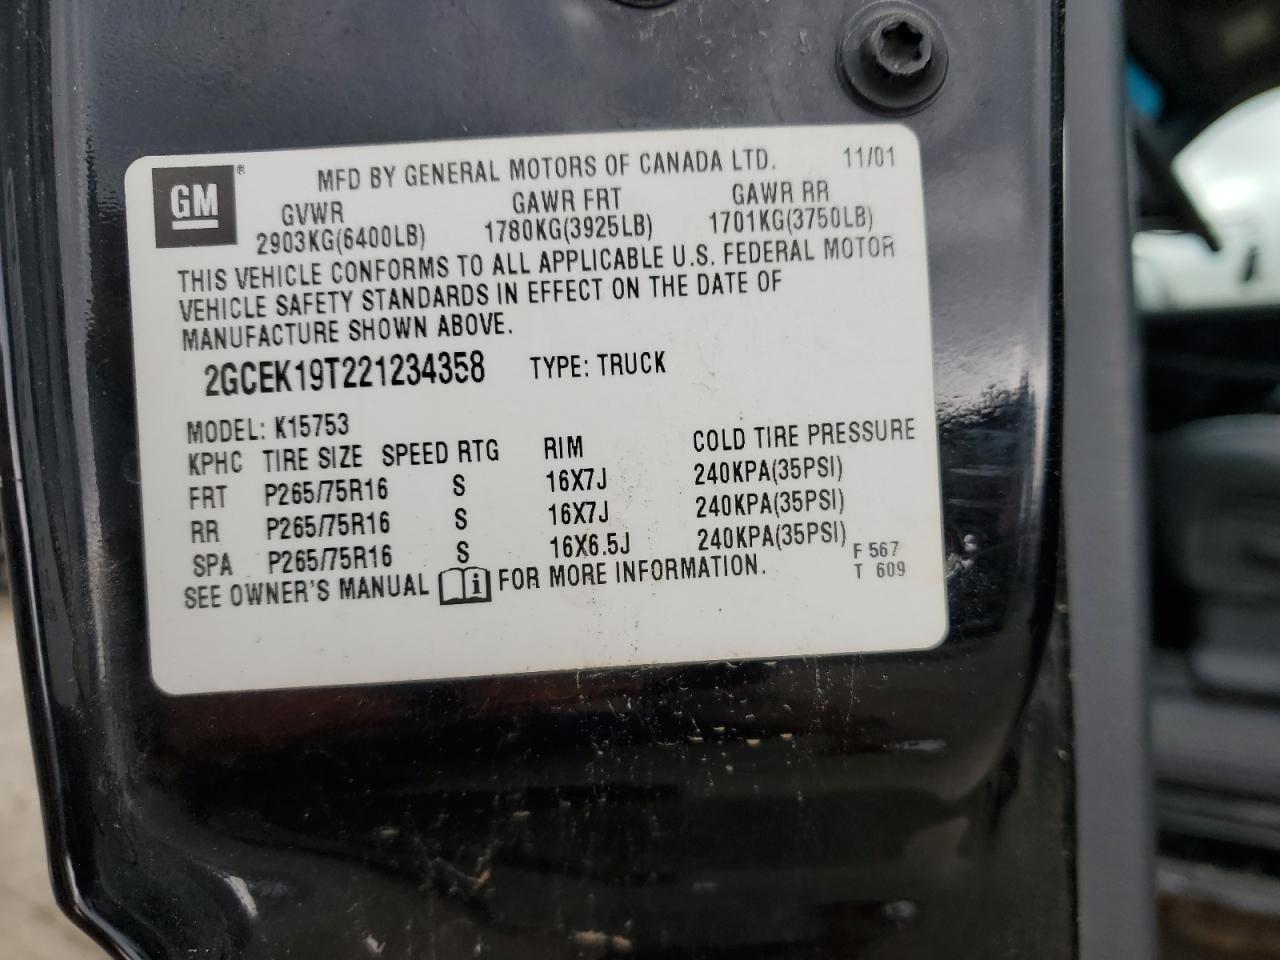 GM®
MFD BY GENERAL MOTORS OF CANADA LTD. 11/01
GVWR GAWR FRT GAWR RR
2903KG(6400LB) 1780KG(3925LB) 1701KG(3750LB)
THIS VEHICLE CONFORMS TO ALL APPLICABLE U.S. FEDERAL MOTOR
VEHICLE SAFETY STANDARDS IN EFFECT ON THE DATE OF
MANUFACTURE SHOWN ABOVE.
2GCEK19T221234358 TYPE: TRUCK
MODEL: K15753
KPHC TIRE SIZE SPEED RTG RIM COLD TIRE PRESSURE
FRT P265/75R16 S 16X7J 240KPA(35PSI)
RR P265/75R16 S 16X7J 240KPA(35PSI)
SPA P265/75R16 S 16X6.5J 240KPA(35PSI)
SEE OWNER'S MANUAL i FOR MORE INFORMATION.
F 567
T 609